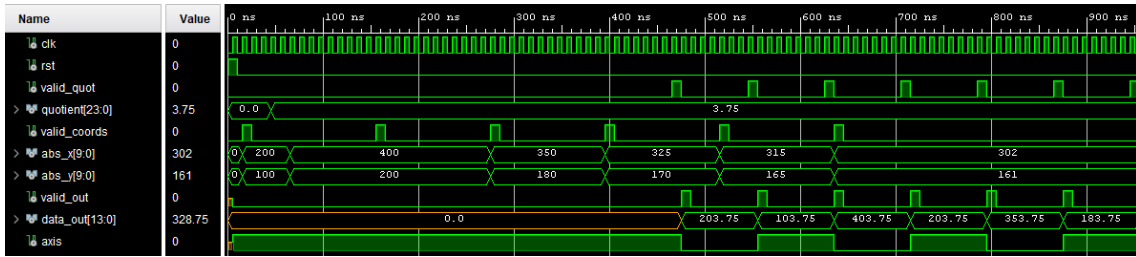 Name Value 0 ns 100 ns 200 ns 300 ns 400 ns 500 ns 600 ns 700 ns 800 ns 900 ns
clk 0
rst 0
valid_quot 0
quotient[23:0] 3.75 0.0 3.75
valid_coords 0
abs_x[9:0] 302 0 200 400 350 325 315 302
abs_y[9:0] 161 0 100 200 180 170 165 161
valid_out 0
data_out[13:0] 328.75 0.0 203.75 103.75 403.75 203.75 353.75 183.75
axis 0